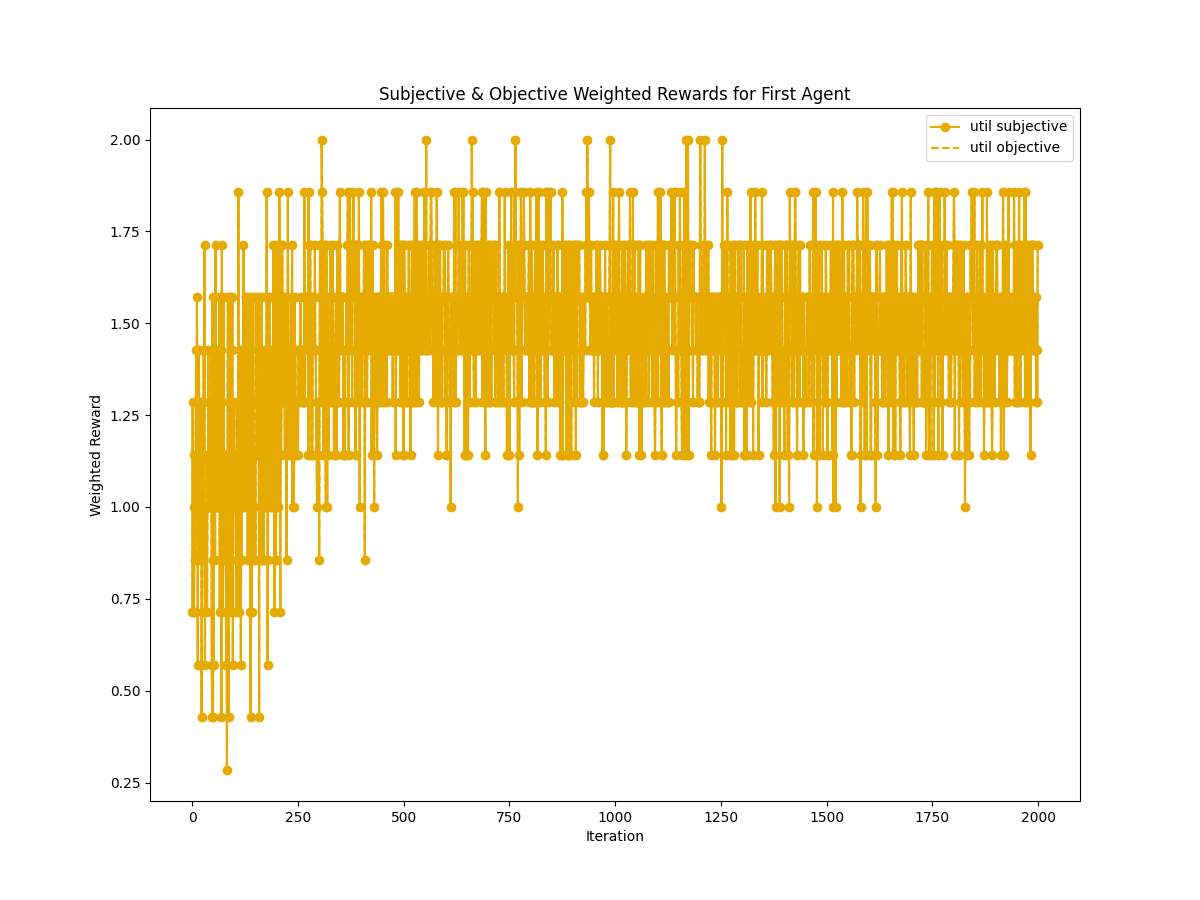 Subjective & Objective Weighted Rewards for First Agent
util subjective
util objective
2.00
1.75
1.50
1.25
1.00
0.75
0.50
0.25
Weighted Reward
0 250 500 750 1000 1250 1500 1750 2000
Iteration